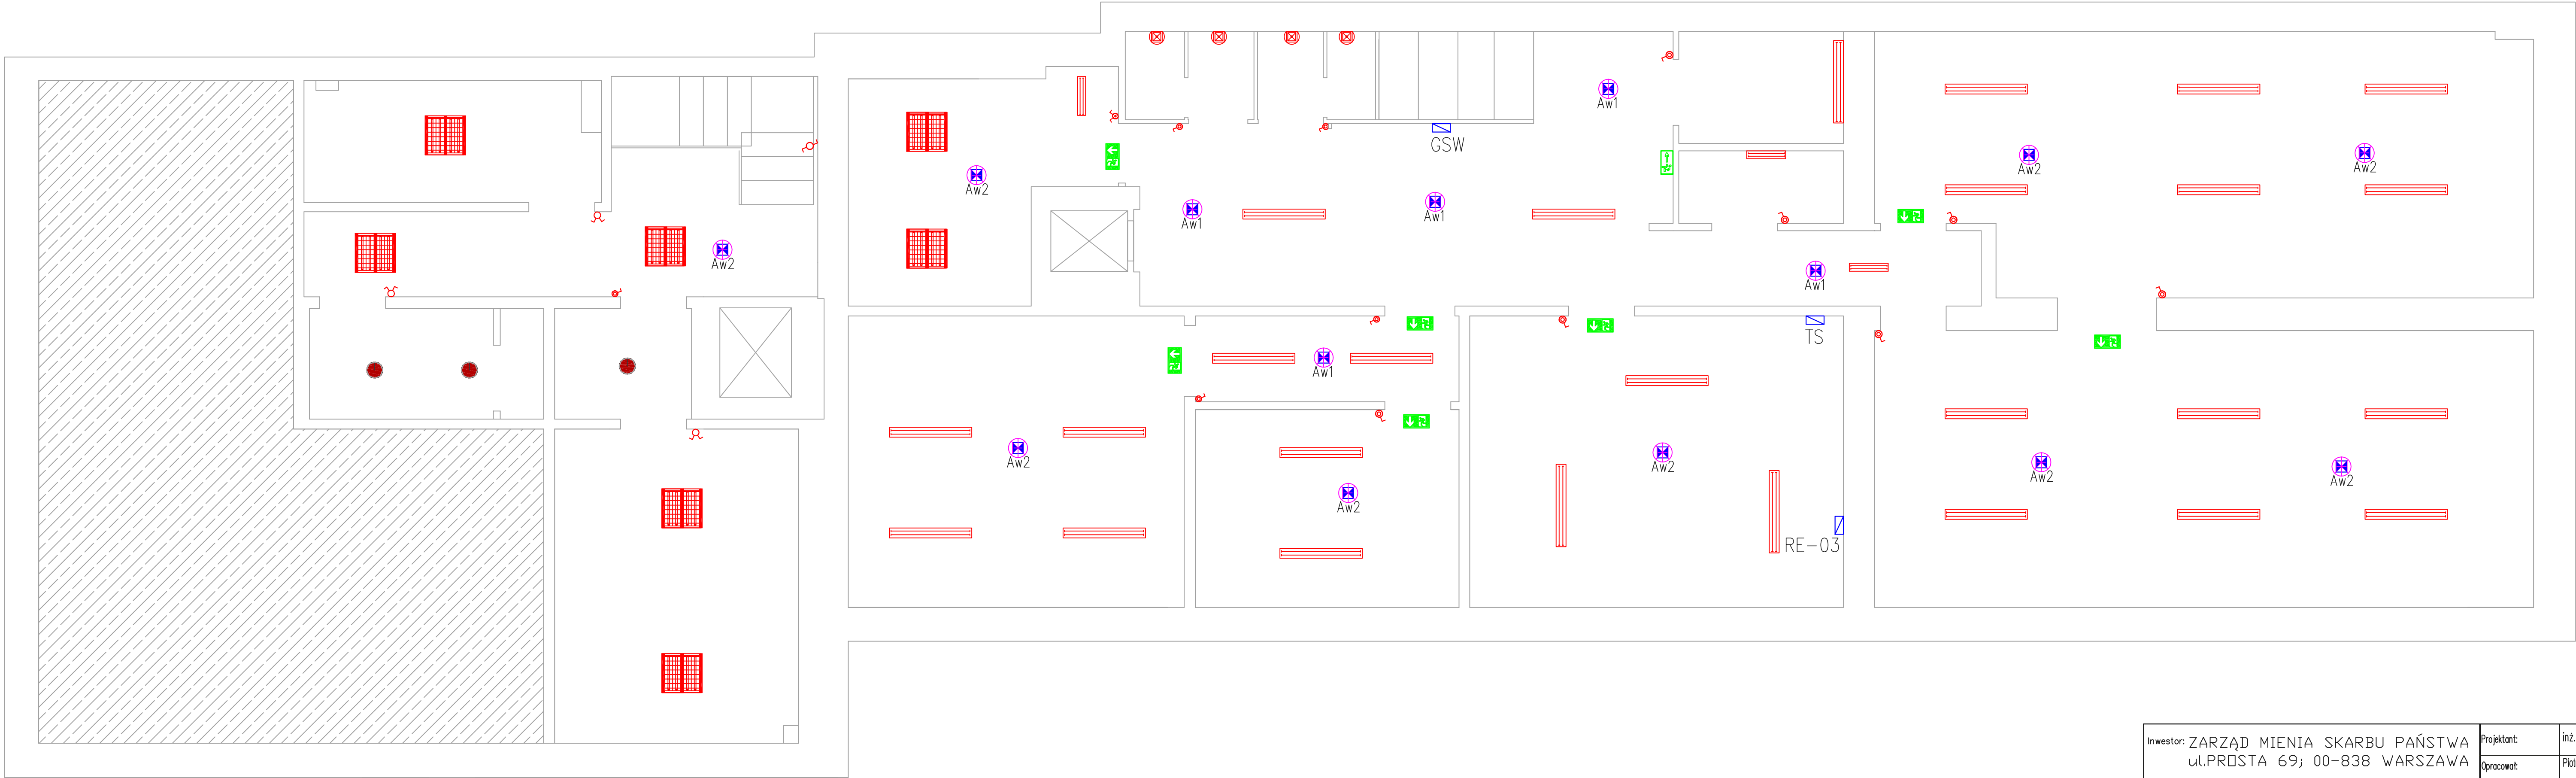 Aw1
GSW
Aw2
Aw2
Aw2
Aw1
Aw1
Aw2
Aw1
TS
Aw1
Aw2
Aw2
Aw2
Aw2
Aw2
RE-03
Inwestor: ZARZĄD MIENIA SKARBU PAŃSTWA
ul.PROSTA 69; 00-838 WARSZAWA
Projektant: inż.
Opracował: